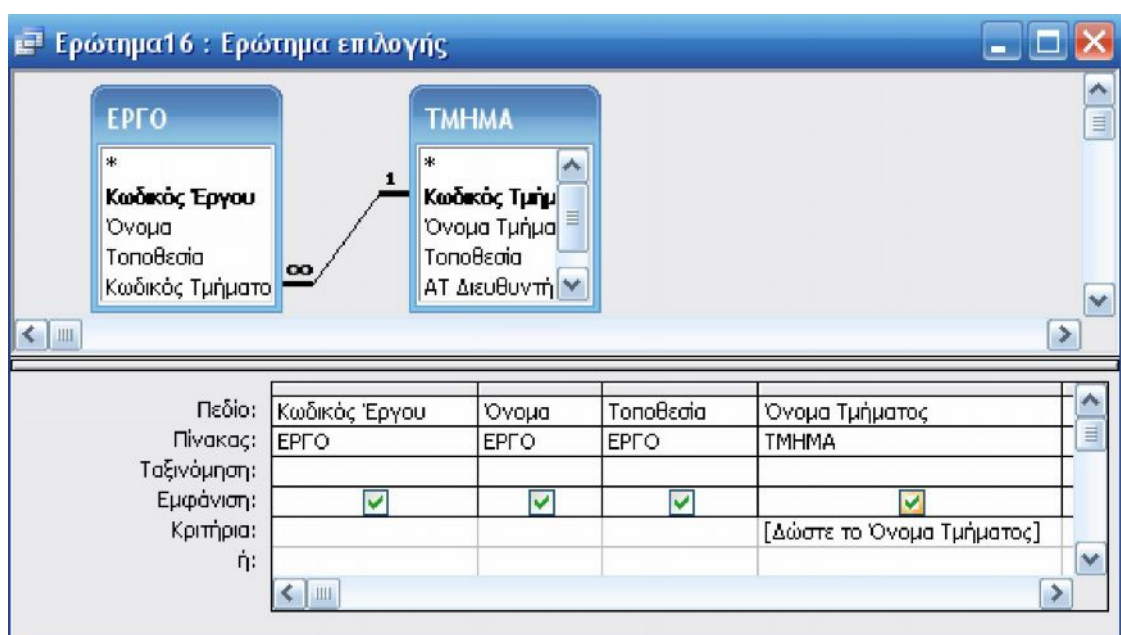 Ερώτημα16 : Ερώτημα επιλογής
ΕΡΓΟ
*
Κωδικός Έργου
Όνομα
Τοποθεσία
Κωδικός Τμήματο
∞
1
ΤΜΗΜΑ
*
Κωδικός Τμήμ
Όνομα Τμήμα
Τοποθεσία
ΑΤ Διευθυντή
Πεδίο: Κωδικός Έργου Όνομα Τοποθεσία Όνομα Τμήματος
Πίνακας: ΕΡΓΟ ΕΡΓΟ ΕΡΓΟ ΤΜΗΜΑ
Ταξινόμηση:
Εμφάνιση:
Κριτήρια: [Δώστε το Όνομα Τμήματος]
ή: